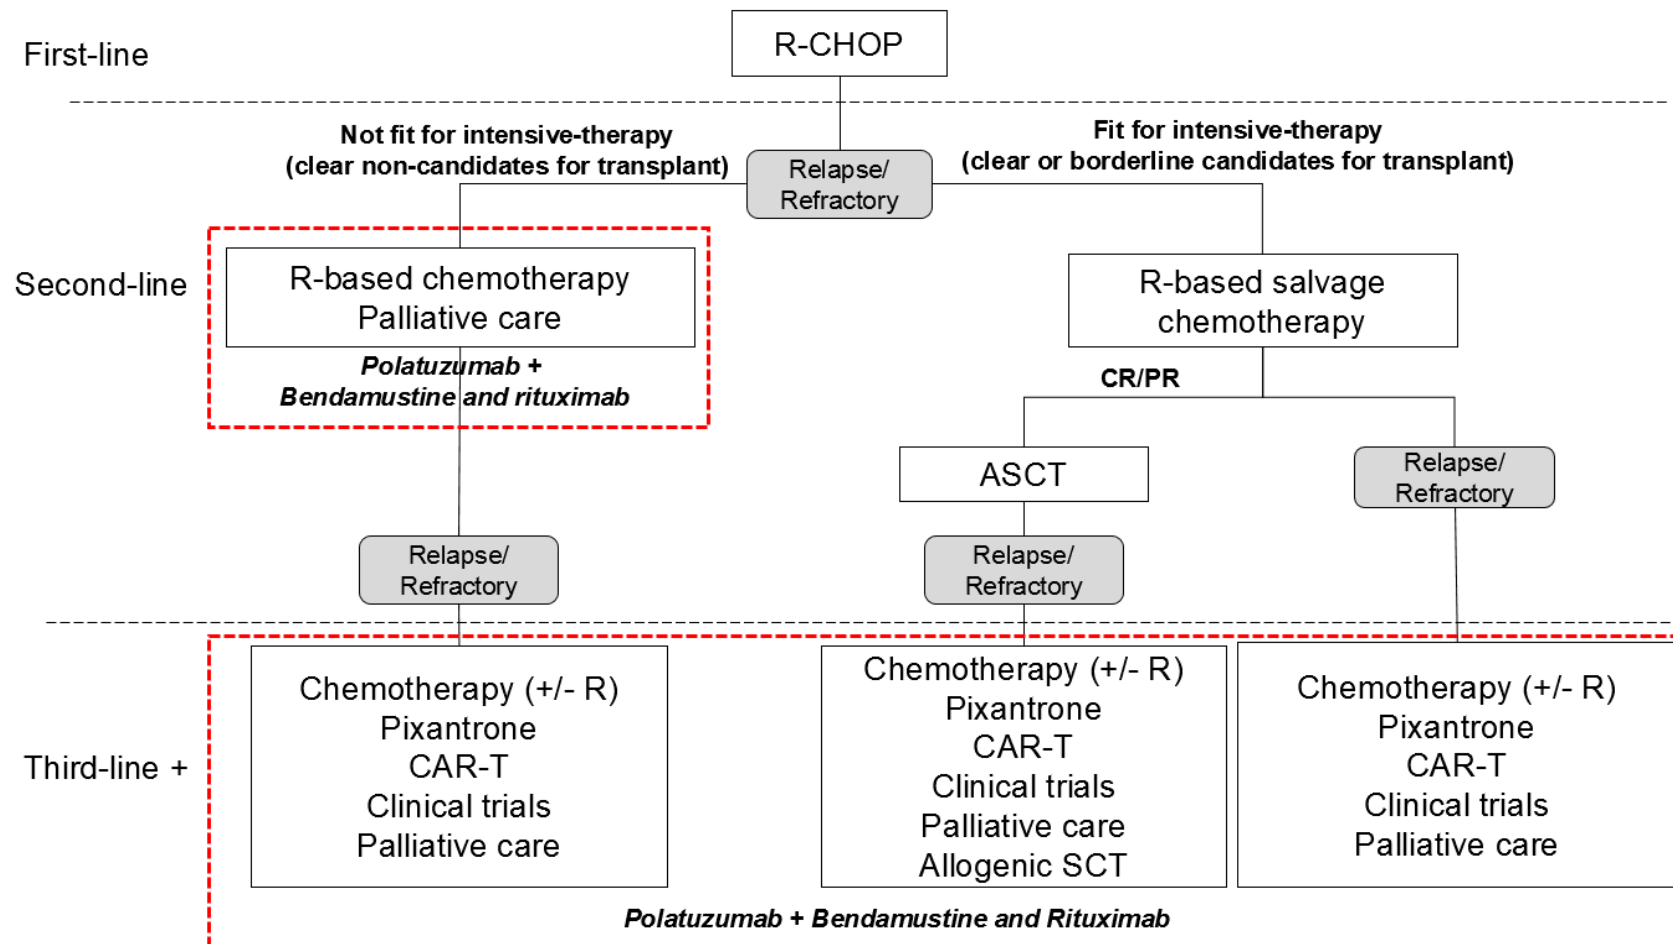 First-line
R-CHOP
Not fit for intensive-therapy
(clear non-candidates for transplant)
Relapse/
Refractory
Fit for intensive-therapy
(clear or borderline candidates for transplant)
Second-line
R-based chemotherapy
Palliative care
Polatuzumab +
Bendamustine and rituximab
R-based salvage
chemotherapy
CR/PR
ASCT
Relapse/
Refractory
Relapse/
Refractory
Relapse/
Refractory
Third-line +
Chemotherapy (+/- R)
Pixantrone
CAR-T
Clinical trials
Palliative care
Chemotherapy (+/- R)
Pixantrone
CAR-T
Clinical trials
Palliative care
Allogenic SCT
Chemotherapy (+/- R)
Pixantrone
CAR-T
Clinical trials
Palliative care
Polatuzumab + Bendamustine and Rituximab